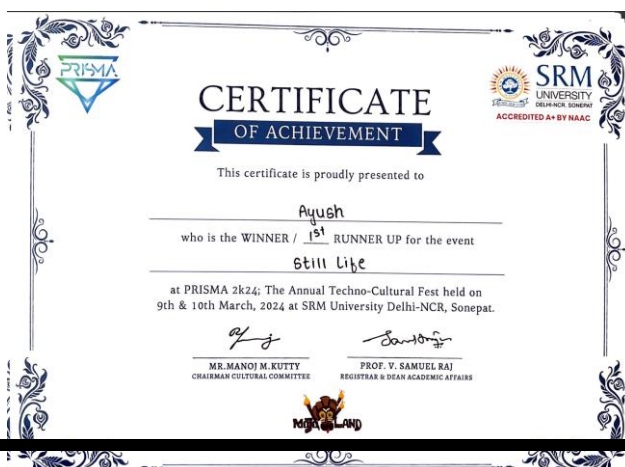 PRISMA
SRM
UNIVERSITY
DELHI-NCR, SONEPAT
ACCREDITED A+ BY NAAC
CERTIFICATE
OF ACHIEVEMENT
This certificate is proudly presented to
Ayush
who is the WINNER / 1st RUNNER UP for the event
Still Life
at PRISMA 2k24; The Annual Techno-Cultural Fest held on
9th & 10th March, 2024 at SRM University Delhi-NCR, Sonepat.
MR.MANOJ M.KUTTY
CHAIRMAN CULTURAL COMMITTEE
PROF. V. SAMUEL RAJ
REGISTRAR & DEAN ACADEMIC AFFAIRS